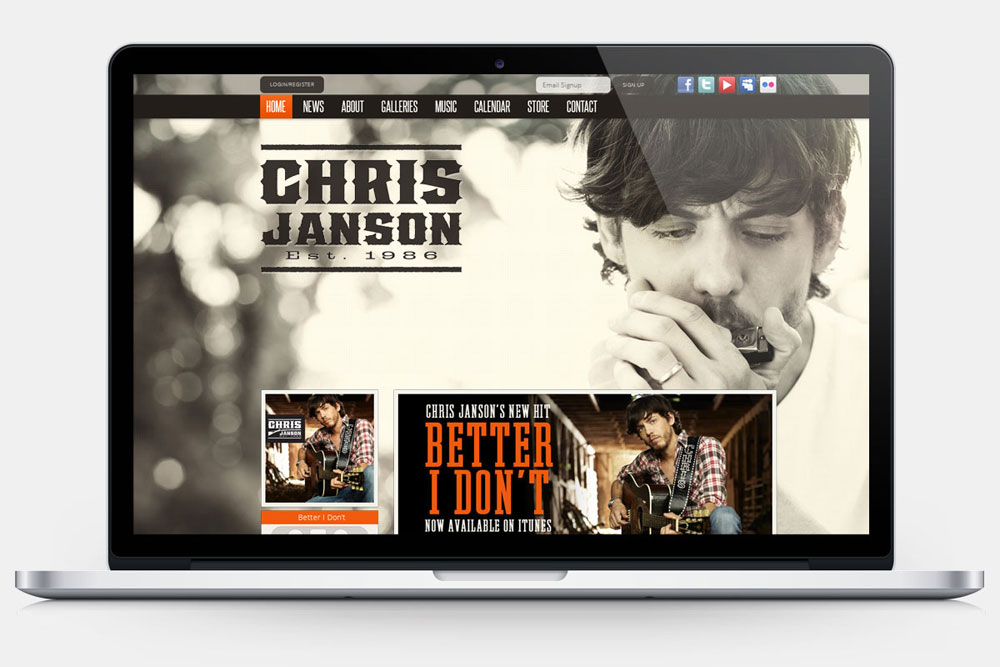 LOGIN/REGISTER
Email Signup
SIGN UP
HOME NEWS ABOUT GALLERIES MUSIC CALENDAR STORE CONTACT
CHRIS
JANSON
Est. 1986
CHRIS
JANSON
Better I Don't
CHRIS JANSON'S NEW HIT
BETTER
I DON'T
NOW AVAILABLE ON ITUNES